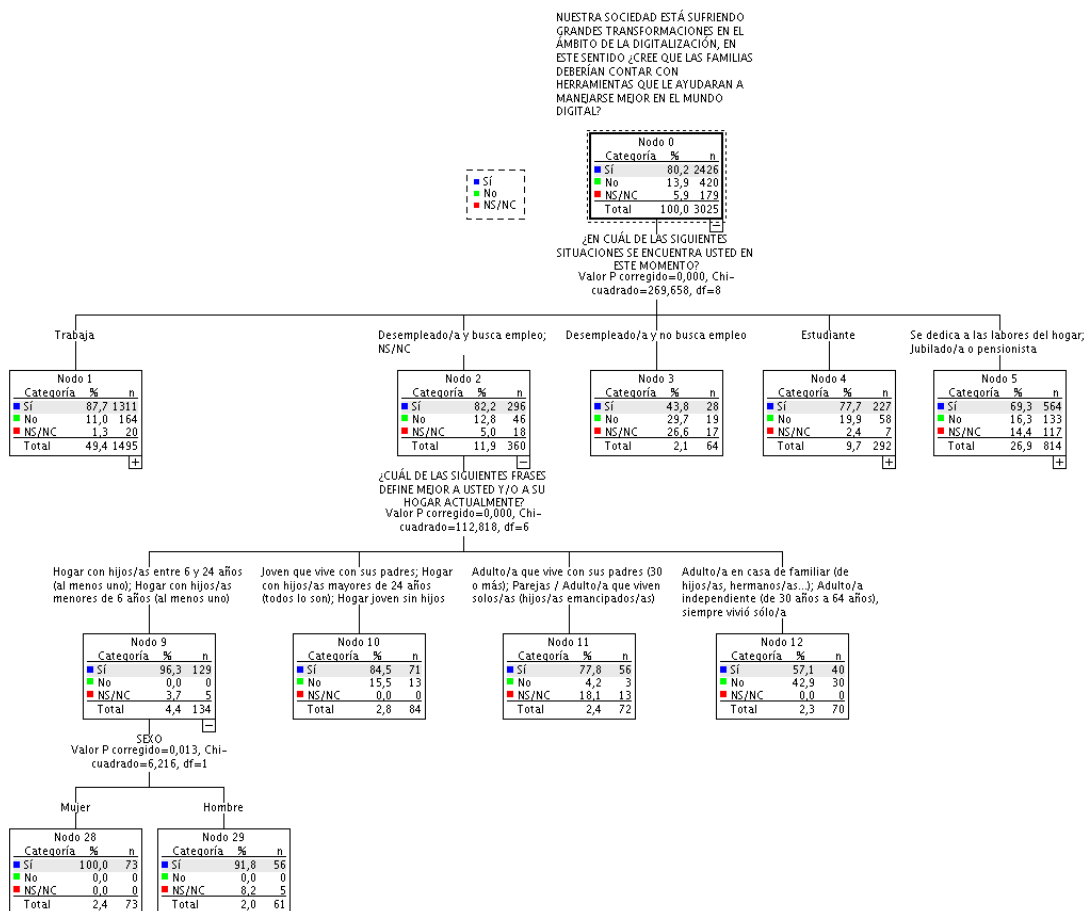 NUESTRA SOCIEDAD ESTÁ SUFRIENDO
GRANDES TRANSFORMACIONES EN EL
ÁMBITO DE LA DIGITALIZACIÓN, EN
ESTE SENTIDO ¿CREE QUE LAS FAMILIAS
DEBERÍAN CONTAR CON
HERRAMIENTAS QUE LE AYUDARAN A
MANEJARSE MEJOR EN EL MUNDO
DIGITAL?
Sí
No
NS/NC
Nodo 0
Categoría % n
Sí 80,2 2426
No 13,9 420
NS/NC 5,9 179
Total 100,0 3025
¿EN CUÁL DE LAS SIGUIENTES
SITUACIONES SE ENCUENTRA USTED EN
ESTE MOMENTO?
Valor P corregido=0,000, Chi-
cuadrado=269,658, df=8
Trabaja
Nodo 1
Categoría % n
Sí 87,7 1311
No 11,0 164
NS/NC 1,3 20
Total 49,4 1495
Desempleado/a y busca empleo;
NS/NC
Nodo 2
Categoría % n
Sí 82,2 296
No 12,8 46
NS/NC 5,0 18
Total 11,9 360
Desempleado/a y no busca empleo
Nodo 3
Categoría % n
Sí 43,8 28
No 29,7 19
NS/NC 26,6 17
Total 2,1 64
Estudiante
Nodo 4
Categoría % n
Sí 77,7 227
No 19,9 58
NS/NC 2,4 7
Total 9,7 292
Se dedica a las labores del hogar;
Jubilado/a o pensionista
Nodo 5
Categoría % n
Sí 69,3 564
No 16,3 133
NS/NC 14,4 117
Total 26,9 814
¿CUÁL DE LAS SIGUIENTES FRASES
DEFINE MEJOR A USTED Y/O A SU
HOGAR ACTUALMENTE?
Valor P corregido=0,000, Chi-
cuadrado=112,818, df=6
Hogar con hijos/as entre 6 y 24 años
(al menos uno); Hogar con hijos/as
menores de 6 años (al menos uno)
Nodo 9
Categoría % n
Sí 96,3 129
No 0,0 0
NS/NC 3,7 5
Total 4,4 134
Joven que vive con sus padres; Hogar
con hijos/as mayores de 24 años
(todos lo son); Hogar joven sin hijos
Nodo 10
Categoría % n
Sí 84,5 71
No 15,5 13
NS/NC 0,0 0
Total 2,8 84
Adulto/a que vive con sus padres (30
o más); Parejas / Adulto/a que viven
solos/as (hijos/as emancipados/as)
Nodo 11
Categoría % n
Sí 77,8 56
No 4,2 3
NS/NC 18,1 13
Total 2,4 72
Adulto/a en casa de familiar (de
hijos/as, hermanos/as...); Adulto/a
independiente (de 30 años a 64 años),
siempre vivió sólo/a
Nodo 12
Categoría % n
Sí 57,1 40
No 42,9 30
NS/NC 0,0 0
Total 2,3 70
SEXO
Valor P corregido=0,013, Chi-
cuadrado=6,216, df=1
Mujer
Nodo 28
Categoría % n
Sí 100,0 73
No 0,0 0
NS/NC 0,0 0
Total 2,4 73
Hombre
Nodo 29
Categoría % n
Sí 91,8 56
No 0,0 0
NS/NC 8,2 5
Total 2,0 61